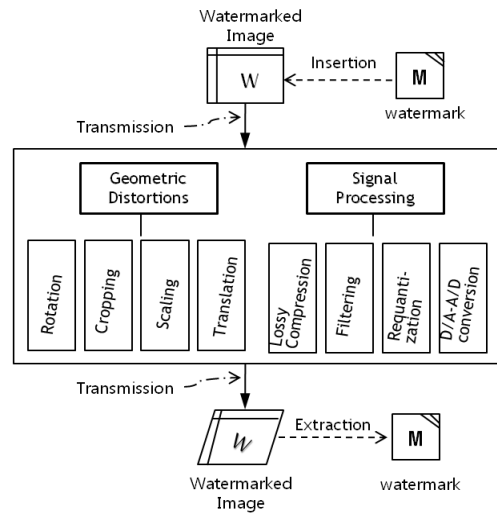 Watermarked
Image
W
Insertion
M
watermark
Transmission
Geometric
Distortions
Signal
Processing
Rotation
Cropping
Scaling
Translation
Lossy
Compression
Filtering
Requanti-
zation
D/A-A/D
conversion
Transmission
W
Extraction
M
Watermarked
Image
watermark